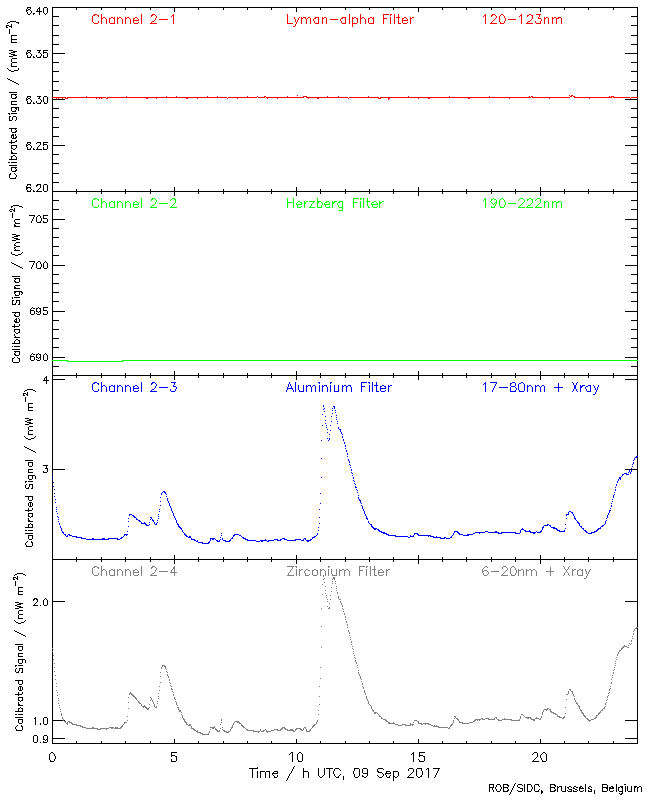 6.40
Channel 2-1 Lyman-alpha Filter 120-123nm
6.35
6.30
6.25
6.20
Calibrated Signal / (mW m⁻²)
Channel 2-2 Herzberg Filter 190-222nm
705
700
695
690
Calibrated Signal / (mW m⁻²)
4
Channel 2-3 Aluminium Filter 17-80nm + Xray
3
Calibrated Signal / (mW m⁻²)
Channel 2-4 Zirconium Filter 6-20nm + Xray
2.0
1.0
0.9
Calibrated Signal / (mW m⁻²)
0 5 10 15 20
Time / h UTC, 09 Sep 2017
ROB/SIDC, Brussels, Belgium